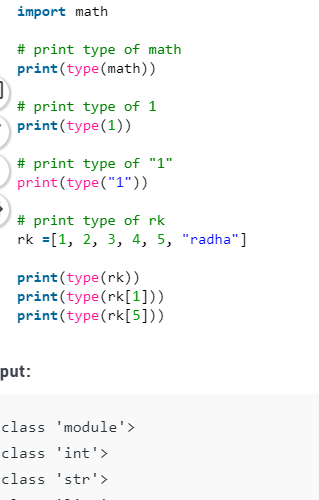 import math
# print type of math
print(type(math))
# print type of 1
print(type(1))
# print type of "1"
print(type("1"))
# print type of rk
rk =[1, 2, 3, 4, 5, "radha"]
print(type(rk))
print(type(rk[1]))
print(type(rk[5]))
put:
class 'module'>
class 'int'>
class 'str'>